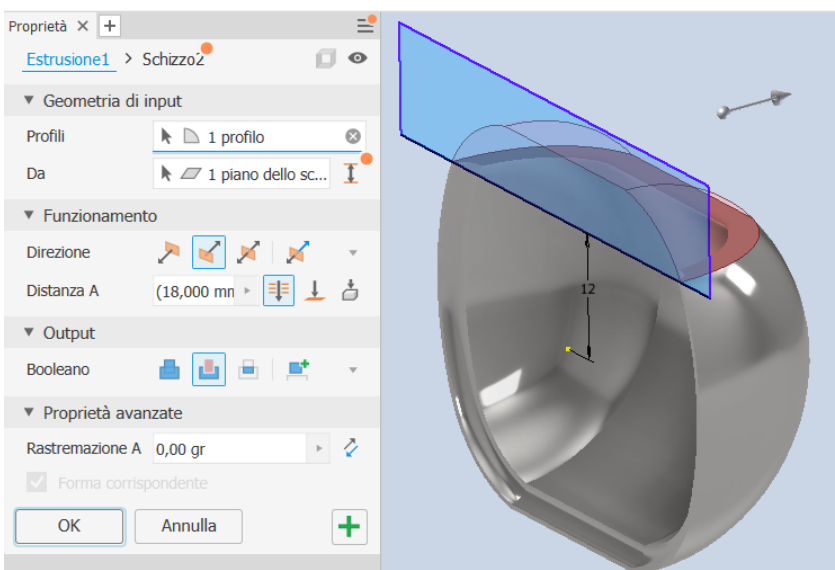 Proprietà × +
Estrusione1 > Schizzo2
Geometria di input
Profili 1 profilo
Da 1 piano dello sc...
Funzionamento
Direzione
Distanza A (18,000 mn
Output
Booleano
Proprietà avanzate
Rastremazione A 0,00 gr
Forma corrispondente
OK Annulla
12